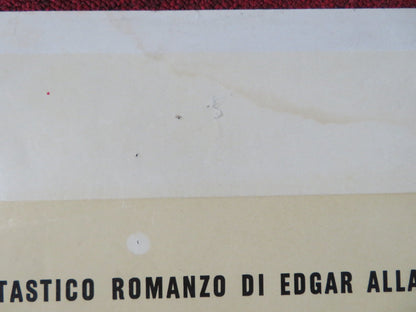 TASTICO ROMANZO DI EDGAR ALLA